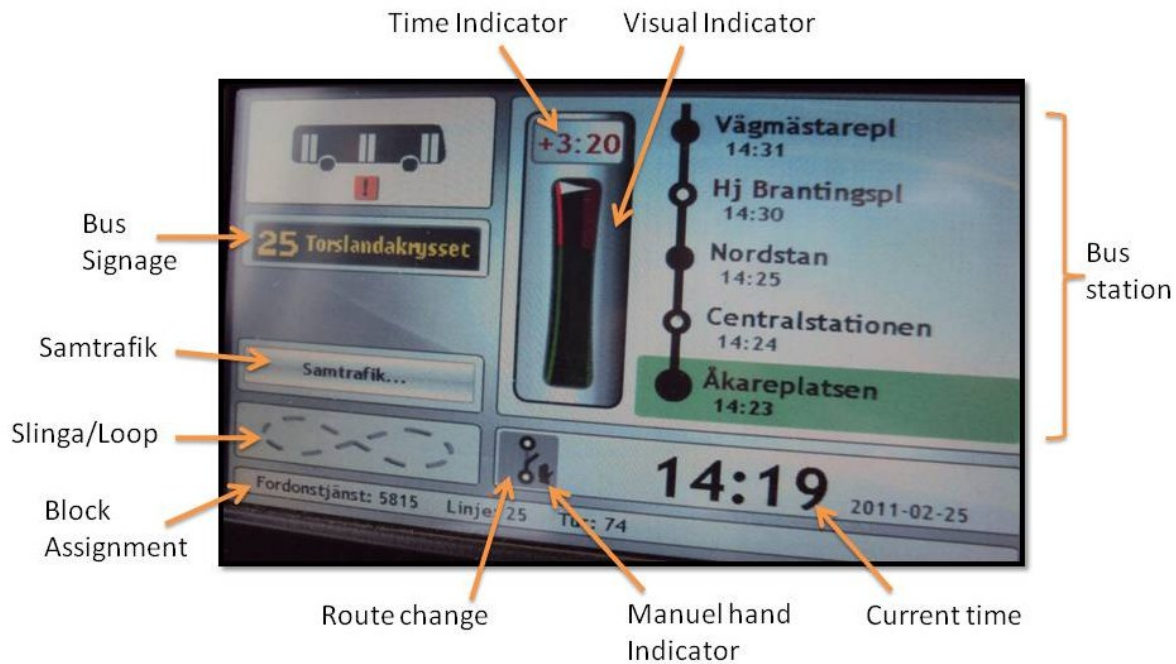 Time Indicator
Visual Indicator
+3:20
Vägmästarepl
14:31
Hj Brantingspl
14:30
Nordstan
14:25
Centralstationen
14:24
Åkareplatsen
14:23
!
Bus
Signage
25 Torslandakrysset
Samtrafik
Samtrafik...
Slinga/Loop
Block
Assignment
Fordonstjänst: 5815 Linje: 25 Tur: 74
14:19 2011-02-25
Bus
station
Route change
Manuel hand
Indicator
Current time